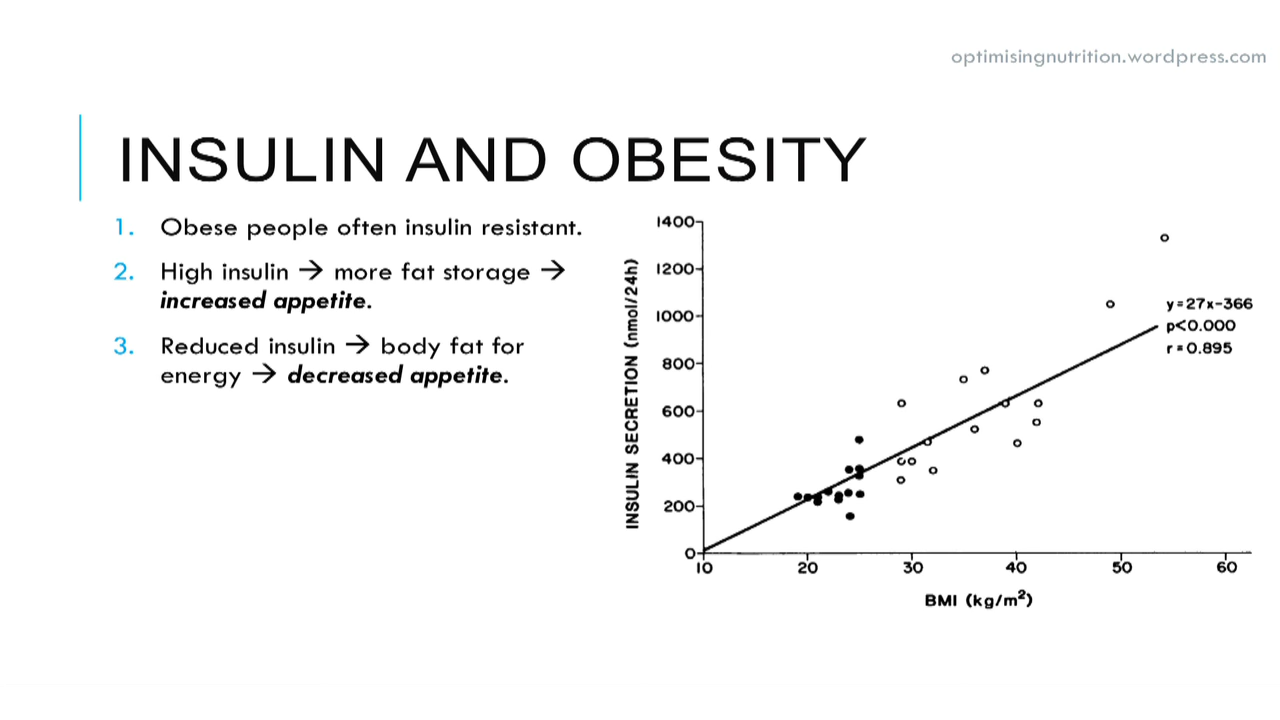 optimisingnutrition.wordpress.com
INSULIN AND OBESITY
1. Obese people often insulin resistant.
2. High insulin → more fat storage →
increased appetite.
3. Reduced insulin → body fat for
energy → decreased appetite.
INSULIN SECRETION (nmol/24h)
1400
1200
1000
800
600
400
200
0
y=27x-366
p<0.000
r=0.895
10 20 30 40 50 60
BMI (kg/m²)